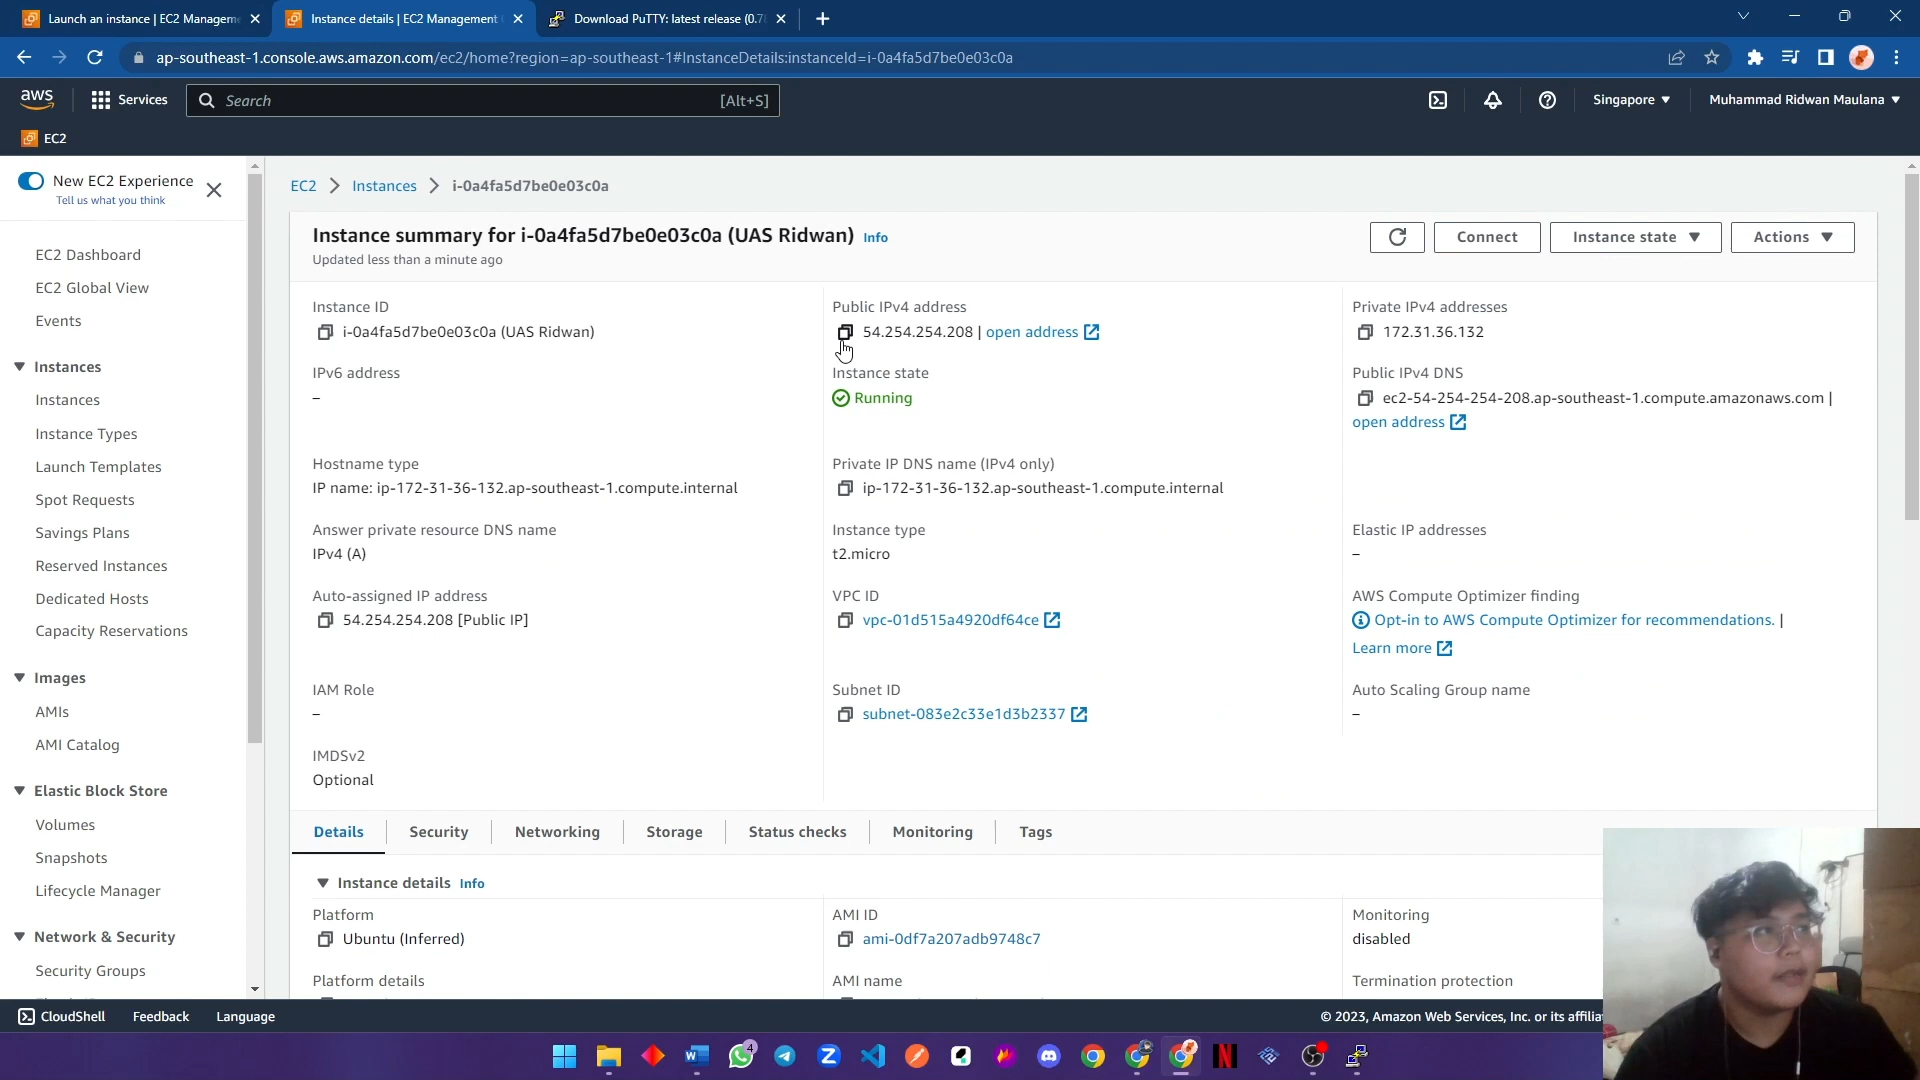 Launch an instance | EC2 Managem
Instance details | EC2 Management
Download PuTTY: latest release (0.7
ap-southeast-1.console.aws.amazon.com/ec2/home?region=ap-southeast-1#InstanceDetails:instanceId=i-0a4fa5d7be0e03c0a
aws
Services
Search
[Alt+S]
Singapore
Muhammad Ridwan Maulana
EC2
New EC2 Experience
Tell us what you think
EC2 Dashboard
EC2 Global View
Events
Instances
Instances
Instance Types
Launch Templates
Spot Requests
Savings Plans
Reserved Instances
Dedicated Hosts
Capacity Reservations
Images
AMIs
AMI Catalog
Elastic Block Store
Volumes
Snapshots
Lifecycle Manager
Network & Security
Security Groups
EC2 > Instances > i-0a4fa5d7be0e03c0a
Instance summary for i-0a4fa5d7be0e03c0a (UAS Ridwan) Info
Updated less than a minute ago
Connect
Instance state
Actions
Instance ID
i-0a4fa5d7be0e03c0a (UAS Ridwan)
Public IPv4 address
54.254.254.208 | open address
Private IPv4 addresses
172.31.36.132
IPv6 address
–
Instance state
Running
Public IPv4 DNS
ec2-54-254-254-208.ap-southeast-1.compute.amazonaws.com |
open address
Hostname type
IP name: ip-172-31-36-132.ap-southeast-1.compute.internal
Private IP DNS name (IPv4 only)
ip-172-31-36-132.ap-southeast-1.compute.internal
Answer private resource DNS name
IPv4 (A)
Instance type
t2.micro
Elastic IP addresses
–
Auto-assigned IP address
54.254.254.208 [Public IP]
VPC ID
vpc-01d515a4920df64ce
AWS Compute Optimizer finding
Opt-in to AWS Compute Optimizer for recommendations. |
Learn more
IAM Role
–
Subnet ID
subnet-083e2c33e1d3b2337
Auto Scaling Group name
–
IMDSv2
Optional
Details
Security
Networking
Storage
Status checks
Monitoring
Tags
Instance details Info
Platform
Ubuntu (Inferred)
AMI ID
ami-0df7a207adb9748c7
Monitoring
disabled
Platform details
AMI name
Termination protection
CloudShell
Feedback
Language
© 2023, Amazon Web Services, Inc. or its affilia
4